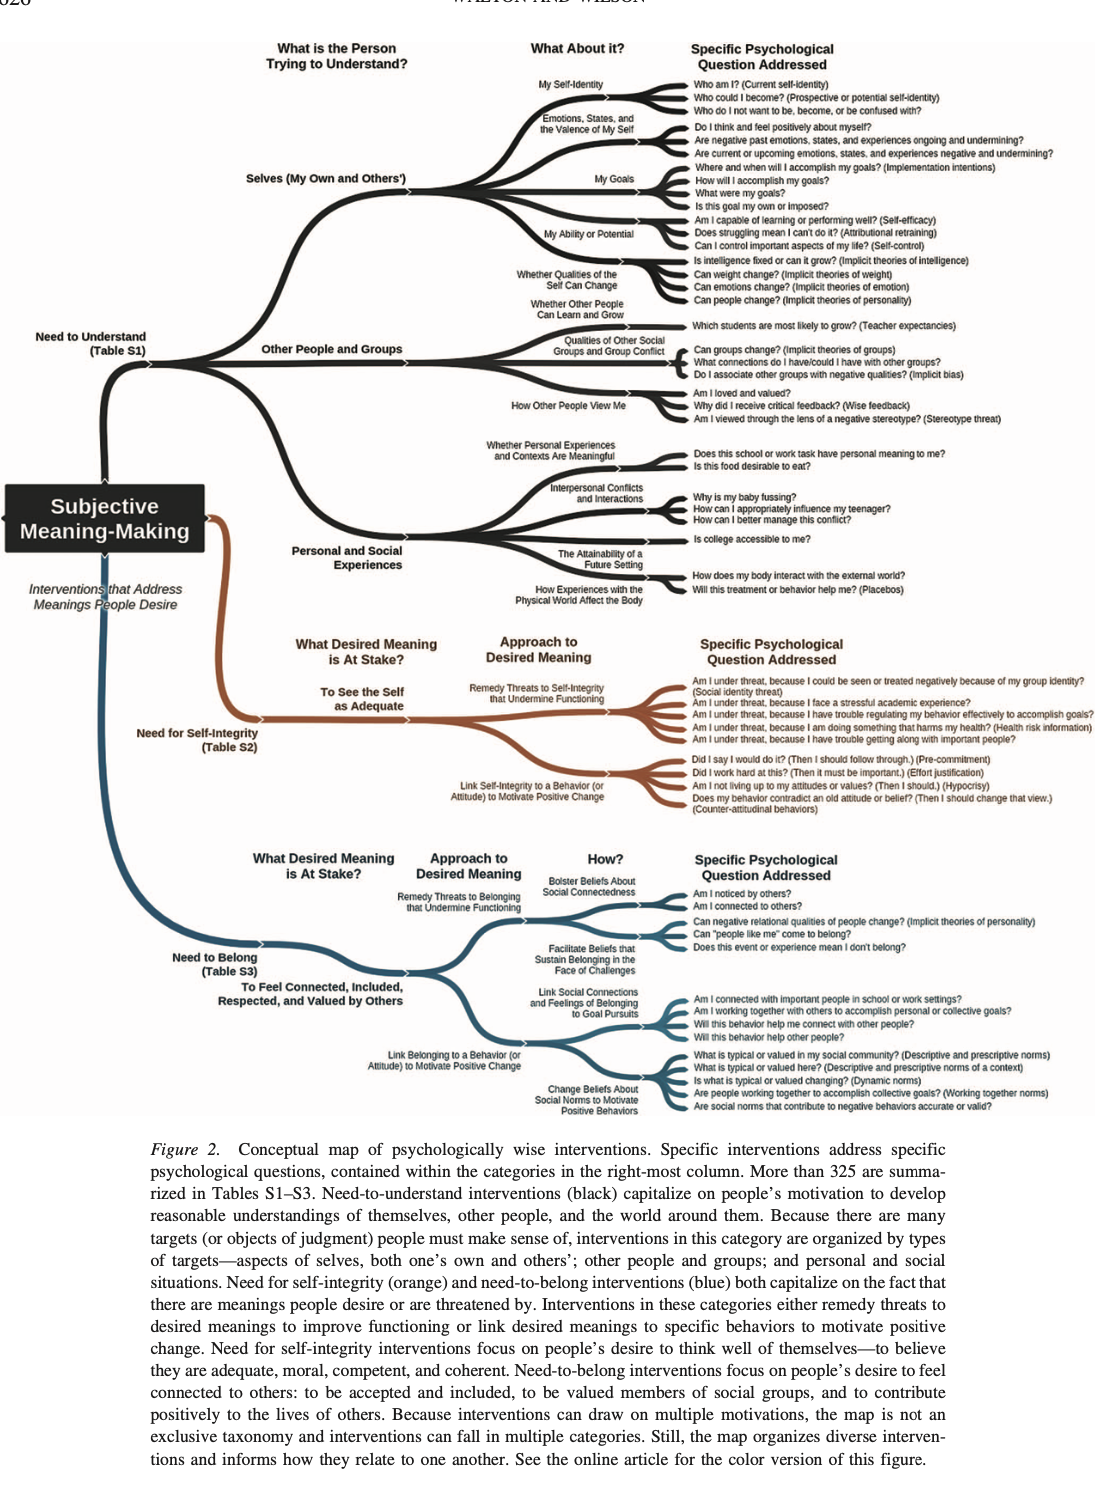 What is the Person
Trying to Understand?
What About it?
Specific Psychological
Question Addressed
My Self-Identity
Who am I? (Current self-identity)
Who could I become? (Prospective or potential self-identity)
Who do I not want to be, become, or be confused with?
Emotions, States, and
the Valence of My Self
Do I think and feel positively about myself?
Are negative past emotions, states, and experiences ongoing and undermining?
Are current or upcoming emotions, states, and experiences negative and undermining?
Selves (My Own and Others')
My Goals
Where and when will I accomplish my goals? (Implementation intentions)
How will I accomplish my goals?
What were my goals?
Is this goal my own or imposed?
My Ability or Potential
Am I capable of learning or performing well? (Self-efficacy)
Does struggling mean I can't do it? (Attributional retraining)
Can I control important aspects of my life? (Self-control)
Whether Qualities of the
Self Can Change
Is intelligence fixed or can it grow? (Implicit theories of intelligence)
Can weight change? (Implicit theories of weight)
Can emotions change? (Implicit theories of emotion)
Can people change? (Implicit theories of personality)
Need to Understand
(Table S1)
Other People and Groups
Whether Other People
Can Learn and Grow
Which students are most likely to grow? (Teacher expectancies)
Qualities of Other Social
Groups and Group Conflict
Can groups change? (Implicit theories of groups)
What connections do I have/could I have with other groups?
Do I associate other groups with negative qualities? (Implicit bias)
How Other People View Me
Am I loved and valued?
Why did I receive critical feedback? (Wise feedback)
Am I viewed through the lens of a negative stereotype? (Stereotype threat)
Whether Personal Experiences
and Contexts Are Meaningful
Does this school or work task have personal meaning to me?
Is this food desirable to eat?
Interpersonal Conflicts
and Interactions
Why is my baby fussing?
How can I appropriately influence my teenager?
How can I better manage this conflict?
Personal and Social
Experiences
The Attainability of a
Future Setting
Is college accessible to me?
How Experiences with the
Physical World Affect the Body
How does my body interact with the external world?
Will this treatment or behavior help me? (Placebos)
Subjective
Meaning-Making
Interventions that Address
Meanings People Desire
What Desired Meaning
is At Stake?
Approach to
Desired Meaning
Specific Psychological
Question Addressed
Need for Self-Integrity
(Table S2)
To See the Self
as Adequate
Remedy Threats to Self-Integrity
that Undermine Functioning
Am I under threat, because I could be seen or treated negatively because of my group identity?
(Social identity threat)
Am I under threat, because I face a stressful academic experience?
Am I under threat, because I have trouble regulating my behavior effectively to accomplish goals?
Am I under threat, because I am doing something that harms my health? (Health risk information)
Am I under threat, because I have trouble getting along with important people?
Link Self-Integrity to a Behavior (or
Attitude) to Motivate Positive Change
Did I say I would do it? (Then I should follow through.) (Pre-commitment)
Did I work hard at this? (Then it must be important.) (Effort justification)
Am I not living up to my attitudes or values? (Then I should.) (Hypocrisy)
Does my behavior contradict an old attitude or belief? (Then I should change that view.)
(Counter-attitudinal behaviors)
What Desired Meaning
is At Stake?
Approach to
Desired Meaning
How?
Specific Psychological
Question Addressed
Need to Belong
(Table S3)
To Feel Connected, Included,
Respected, and Valued by Others
Remedy Threats to Belonging
that Undermine Functioning
Bolster Beliefs About
Social Connectedness
Am I noticed by others?
Am I connected to others?
Facilitate Beliefs that
Sustain Belonging in the
Face of Challenges
Can negative relational qualities of people change? (Implicit theories of personality)
Can "people like me" come to belong?
Does this event or experience mean I don't belong?
Link Belonging to a Behavior (or
Attitude) to Motivate Positive Change
Link Social Connections
and Feelings of Belonging
to Goal Pursuits
Am I connected with important people in school or work settings?
Am I working together with others to accomplish personal or collective goals?
Will this behavior help me connect with other people?
Will this behavior help other people?
Change Beliefs About
Social Norms to Motivate
Positive Behaviors
What is typical or valued in my social community? (Descriptive and prescriptive norms)
What is typical or valued here? (Descriptive and prescriptive norms of a context)
Is what is typical or valued changing? (Dynamic norms)
Are people working together to accomplish collective goals? (Working together norms)
Are social norms that contribute to negative behaviors accurate or valid?
Figure 2. Conceptual map of psychologically wise interventions. Specific interventions address specific
psychological questions, contained within the categories in the right-most column. More than 325 are summa-
rized in Tables S1–S3. Need-to-understand interventions (black) capitalize on people's motivation to develop
reasonable understandings of themselves, other people, and the world around them. Because there are many
targets (or objects of judgment) people must make sense of, interventions in this category are organized by types
of targets—aspects of selves, both one's own and others'; other people and groups; and personal and social
situations. Need for self-integrity (orange) and need-to-belong interventions (blue) both capitalize on the fact that
there are meanings people desire or are threatened by. Interventions in these categories either remedy threats to
desired meanings to improve functioning or link desired meanings to specific behaviors to motivate positive
change. Need for self-integrity interventions focus on people's desire to think well of themselves—to believe
they are adequate, moral, competent, and coherent. Need-to-belong interventions focus on people's desire to feel
connected to others: to be accepted and included, to be valued members of social groups, and to contribute
positively to the lives of others. Because interventions can draw on multiple motivations, the map is not an
exclusive taxonomy and interventions can fall in multiple categories. Still, the map organizes diverse interven-
tions and informs how they relate to one another. See the online article for the color version of this figure.